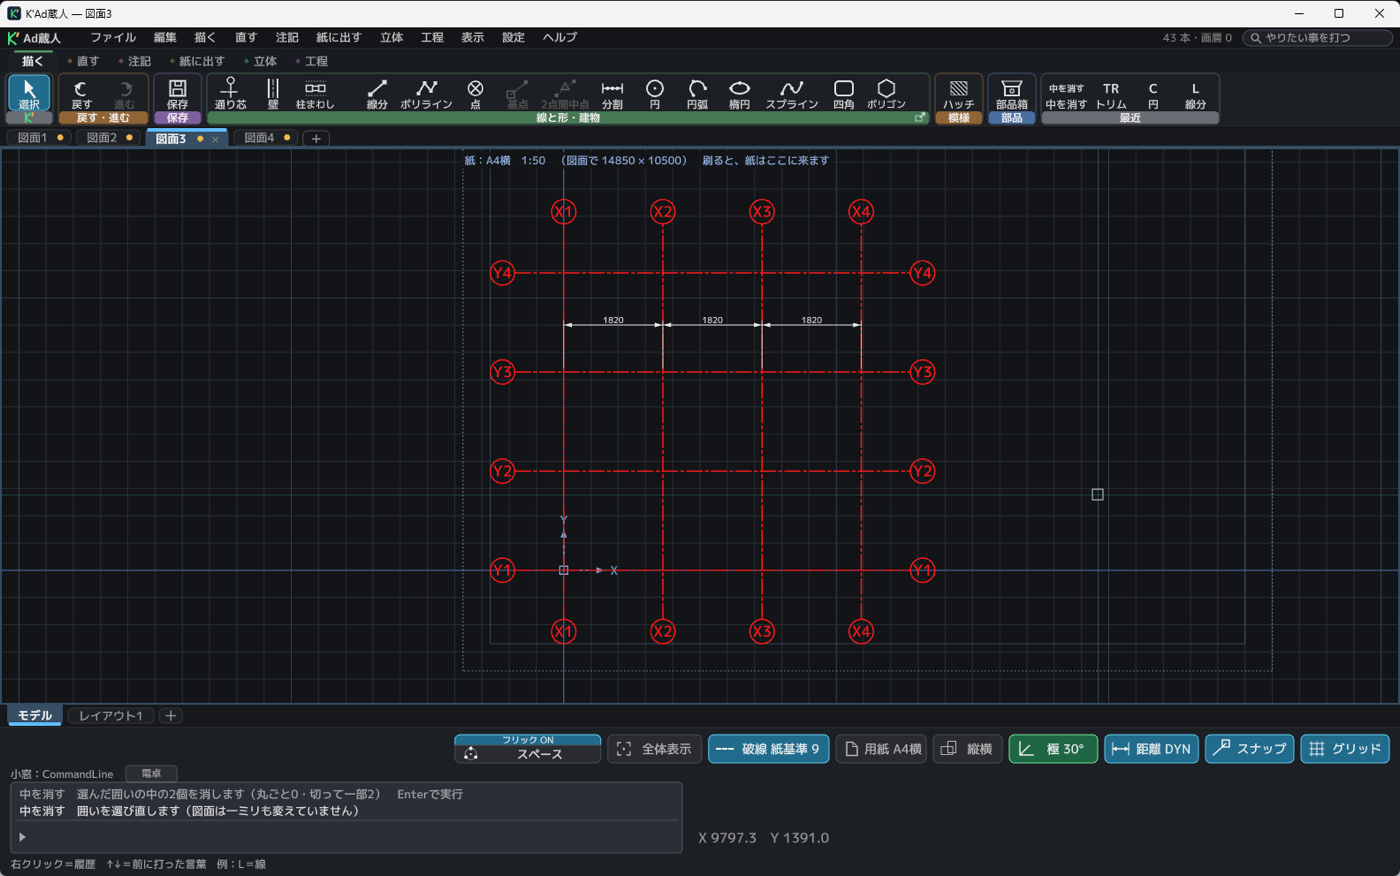 K'Ad蔵人 — 図面3
K' Ad蔵人 ファイル 編集 描く 直す 注記 紙に出す 立体 工程 表示 設定 ヘルプ 43 本・画層 0 やりたい事を打つ
描く 直す 注記 紙に出す 立体 工程
中を消す TR C L
選択 戻す 進む 保存 通り芯 壁 柱まわし 線分 ポリライン 点 基点 2点間中点 分割 円 円弧 楕円 スプライン 四角 ポリゴン ハッチ 部品箱 中を消す トリム 円 線分
K' 戻す・進む 保存 線と形・建物 模様 部品 最近
図面1 図面2 図面3 × 図面4 +
紙：A4横 1:50 （図面で 14850 × 10500） 刷ると、紙はここに来ます
X1 X2 X3 X4
Y4 Y4
1820 1820 1820
Y3 Y3
Y2 Y2
Y
Y1 X Y1
X1 X2 X3 X4
モデル レイアウト1 +
フリック ON
スペース 全体表示 破線 紙基準 9 用紙 A4横 縦横 極 30° 距離 DYN スナップ グリッド
小窓：CommandLine 電卓
中を消す 選んだ囲いの中の2個を消します（丸ごと0・切って一部2） Enterで実行
中を消す 囲いを選び直します（図面は一ミリも変えていません）
X 9797.3 Y 1391.0
右クリック＝履歴 ↑↓＝前に打った言葉 例：L＝線